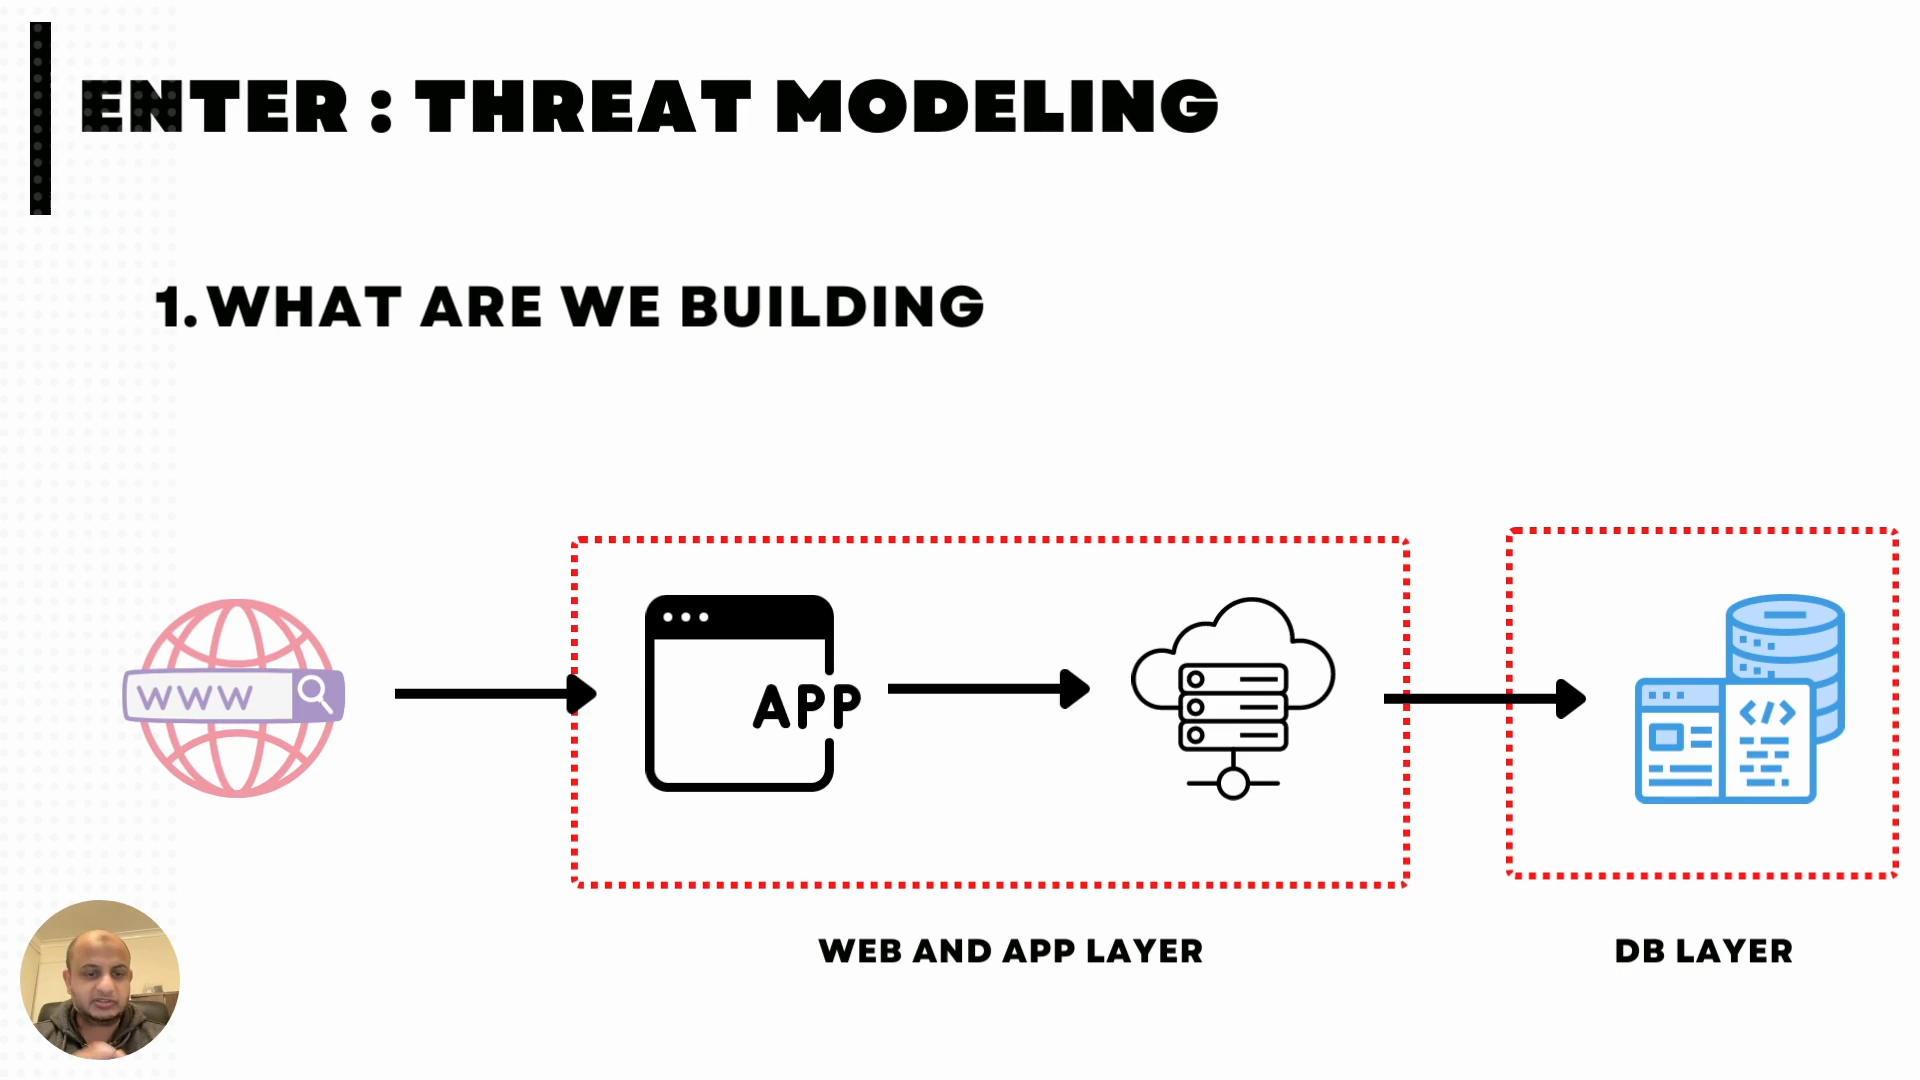 ENTER : THREAT MODELING
1. WHAT ARE WE BUILDING
WWW
APP
</>
WEB AND APP LAYER
DB LAYER